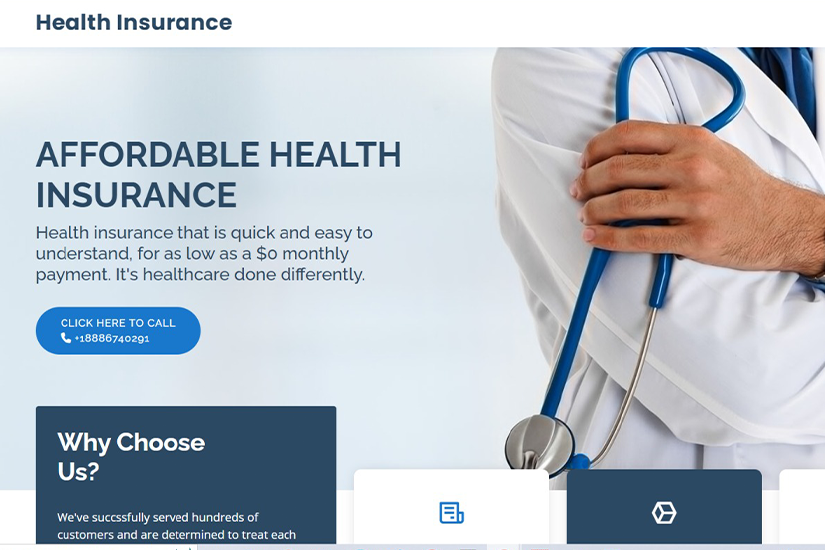 Health Insurance
AFFORDABLE HEALTH
INSURANCE
Health insurance that is quick and easy to
understand, for as low as a $0 monthly
payment. It's healthcare done differently.
CLICK HERE TO CALL
+18886740291
Why Choose
Us?
We've succssfully served hundreds of
customers and are determined to treat each